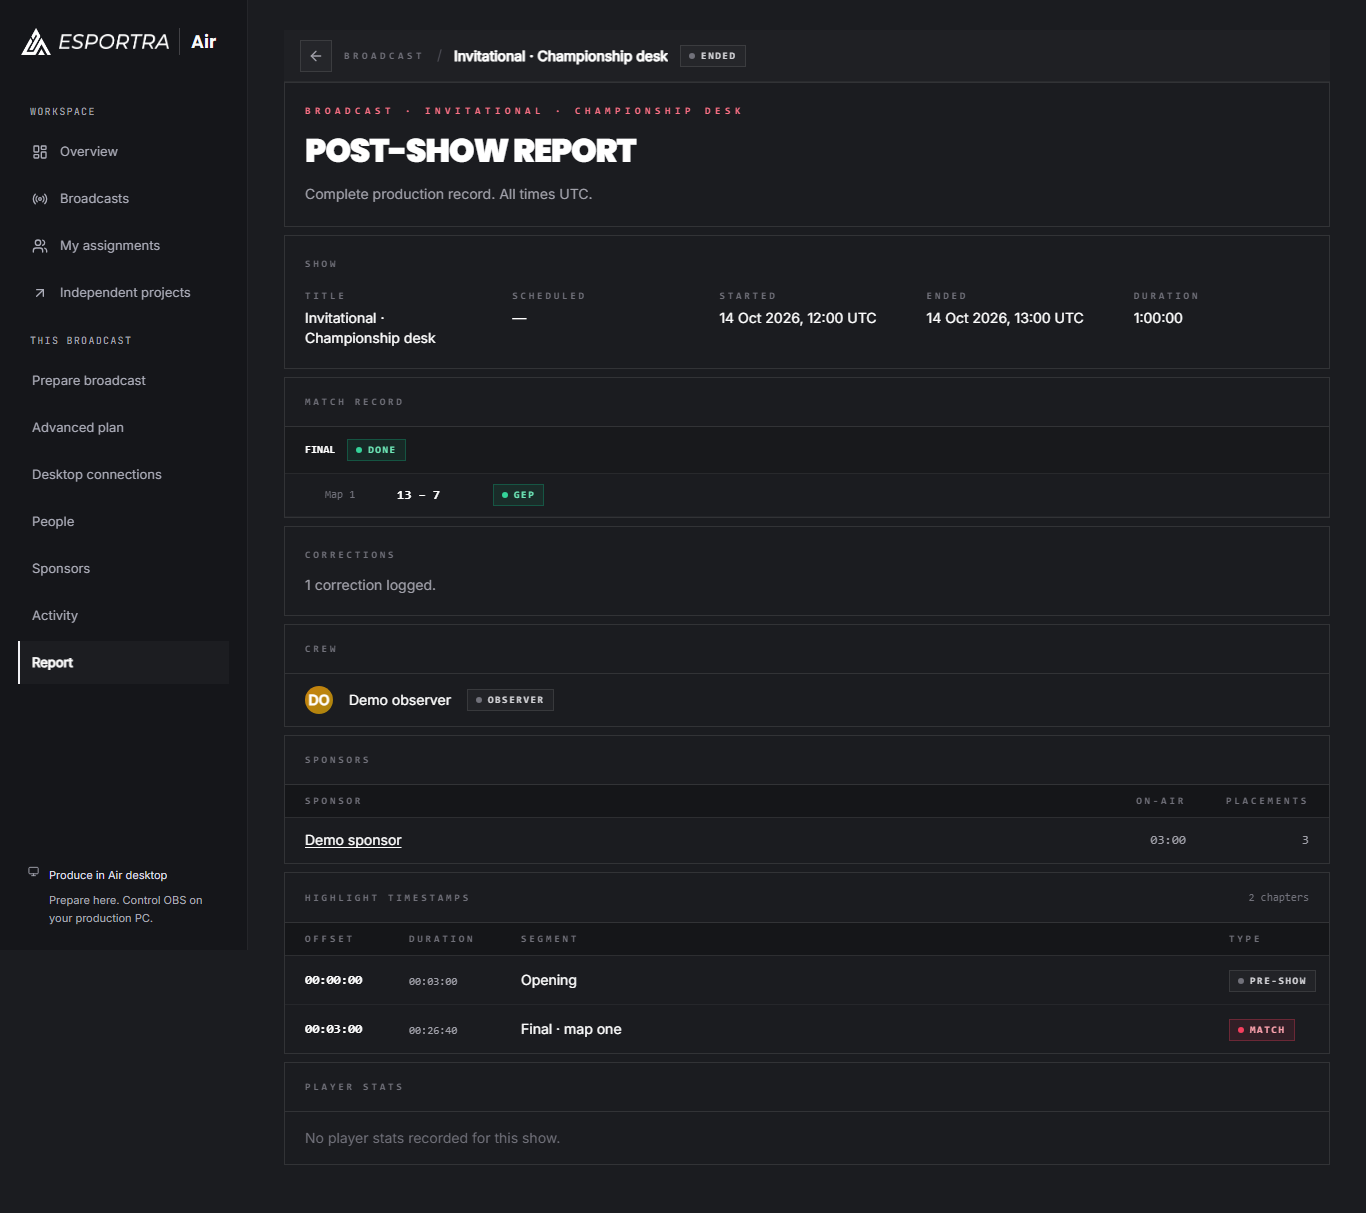 ESPORTRA Air
WORKSPACE
Overview
Broadcasts
My assignments
Independent projects
THIS BROADCAST
Prepare broadcast
Advanced plan
Desktop connections
People
Sponsors
Activity
Report
Produce in Air desktop
Prepare here. Control OBS on
your production PC.
BROADCAST / Invitational · Championship desk ENDED
BROADCAST · INVITATIONAL · CHAMPIONSHIP DESK
POST-SHOW REPORT
Complete production record. All times UTC.
SHOW
TITLE SCHEDULED STARTED ENDED DURATION
Invitational · — 14 Oct 2026, 12:00 UTC 14 Oct 2026, 13:00 UTC 1:00:00
Championship desk
MATCH RECORD
FINAL DONE
Map 1 13 – 7 GEP
CORRECTIONS
1 correction logged.
CREW
DO Demo observer OBSERVER
SPONSORS
SPONSOR ON-AIR PLACEMENTS
Demo sponsor 03:00 3
HIGHLIGHT TIMESTAMPS 2 chapters
OFFSET DURATION SEGMENT TYPE
00:00:00 00:03:00 Opening PRE-SHOW
00:03:00 00:26:40 Final · map one MATCH
PLAYER STATS
No player stats recorded for this show.